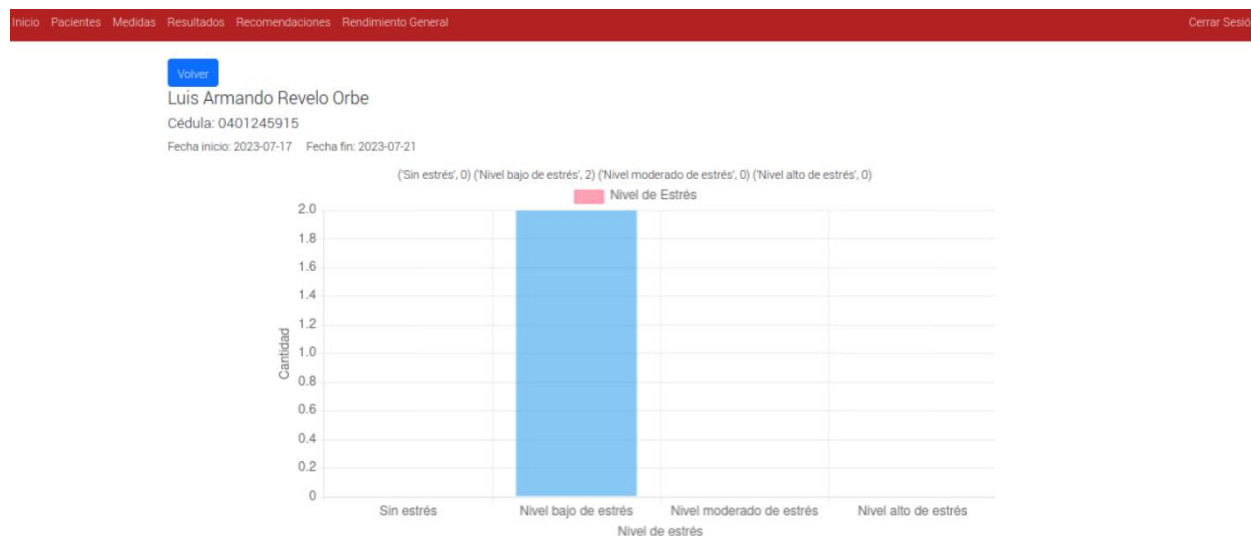 Inicio Pacientes Medidas Resultados Recomendaciones Rendimiento General Cerrar Sesió
Volver
Luis Armando Revelo Orbe
Cédula: 0401245915
Fecha inicio: 2023-07-17 Fecha fin: 2023-07-21
('Sin estrés', 0) ('Nivel bajo de estrés', 2) ('Nivel moderado de estrés', 0) ('Nivel alto de estrés', 0)
Nivel de Estrés
2.0
1.8
1.6
1.4
1.2
1.0
0.8
0.6
0.4
0.2
0
Cantidad
Sin estrés Nivel bajo de estrés Nivel moderado de estrés Nivel alto de estrés
Nivel de estrés